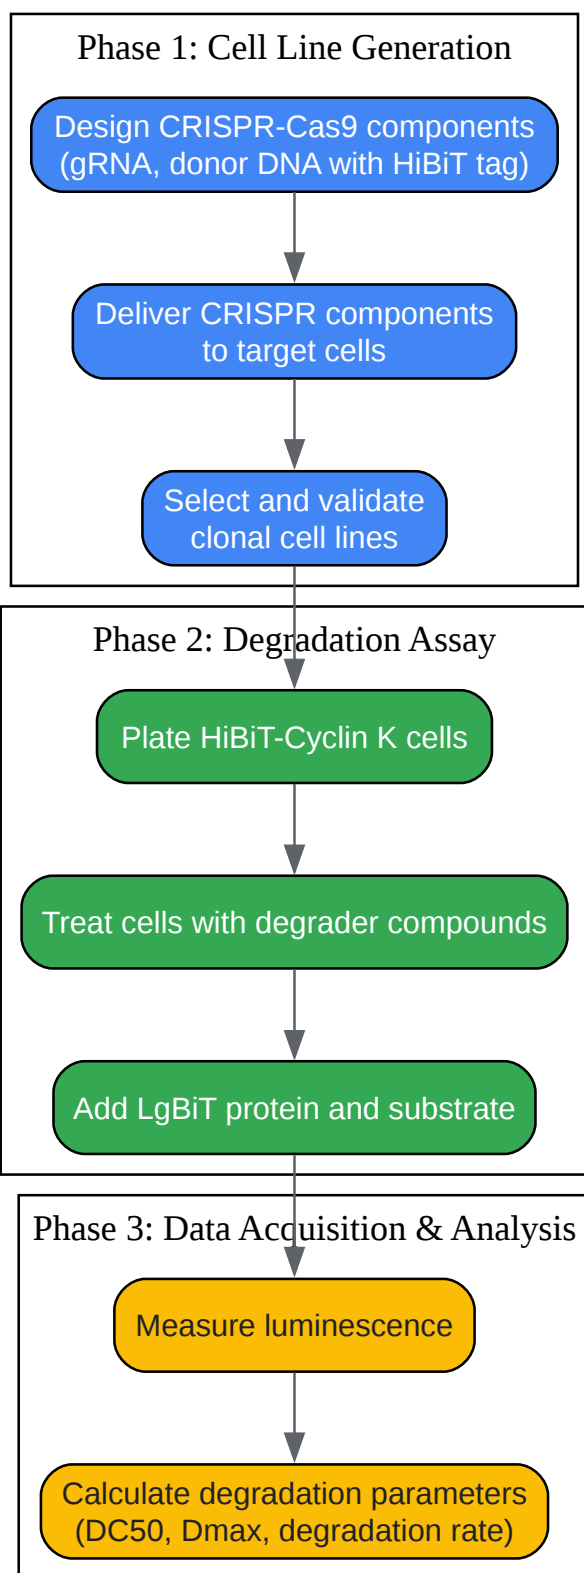 Phase 1: Cell Line Generation
Design CRISPR-Cas9 components
(gRNA, donor DNA with HiBiT tag)
Deliver CRISPR components
to target cells
Select and validate
clonal cell lines
Phase 2: Degradation Assay
Plate HiBiT-Cyclin K cells
Treat cells with degrader compounds
Add LgBiT protein and substrate
Phase 3: Data Acquisition & Analysis
Measure luminescence
Calculate degradation parameters
(DC50, Dmax, degradation rate)